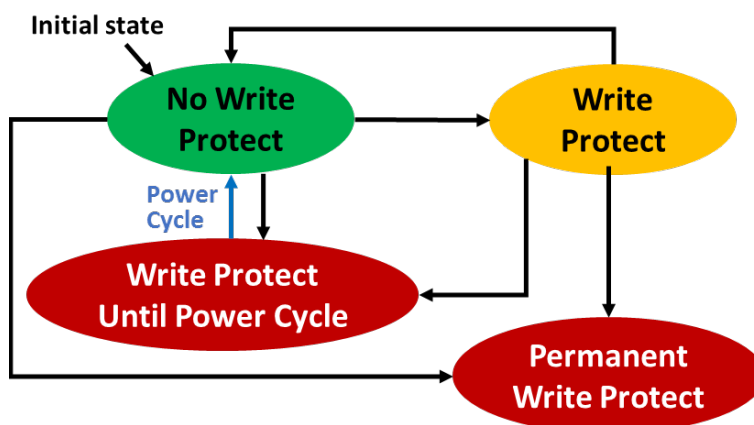 Initial state
No Write
Protect
Write
Protect
Power
Cycle
Write Protect
Until Power Cycle
Permanent
Write Protect